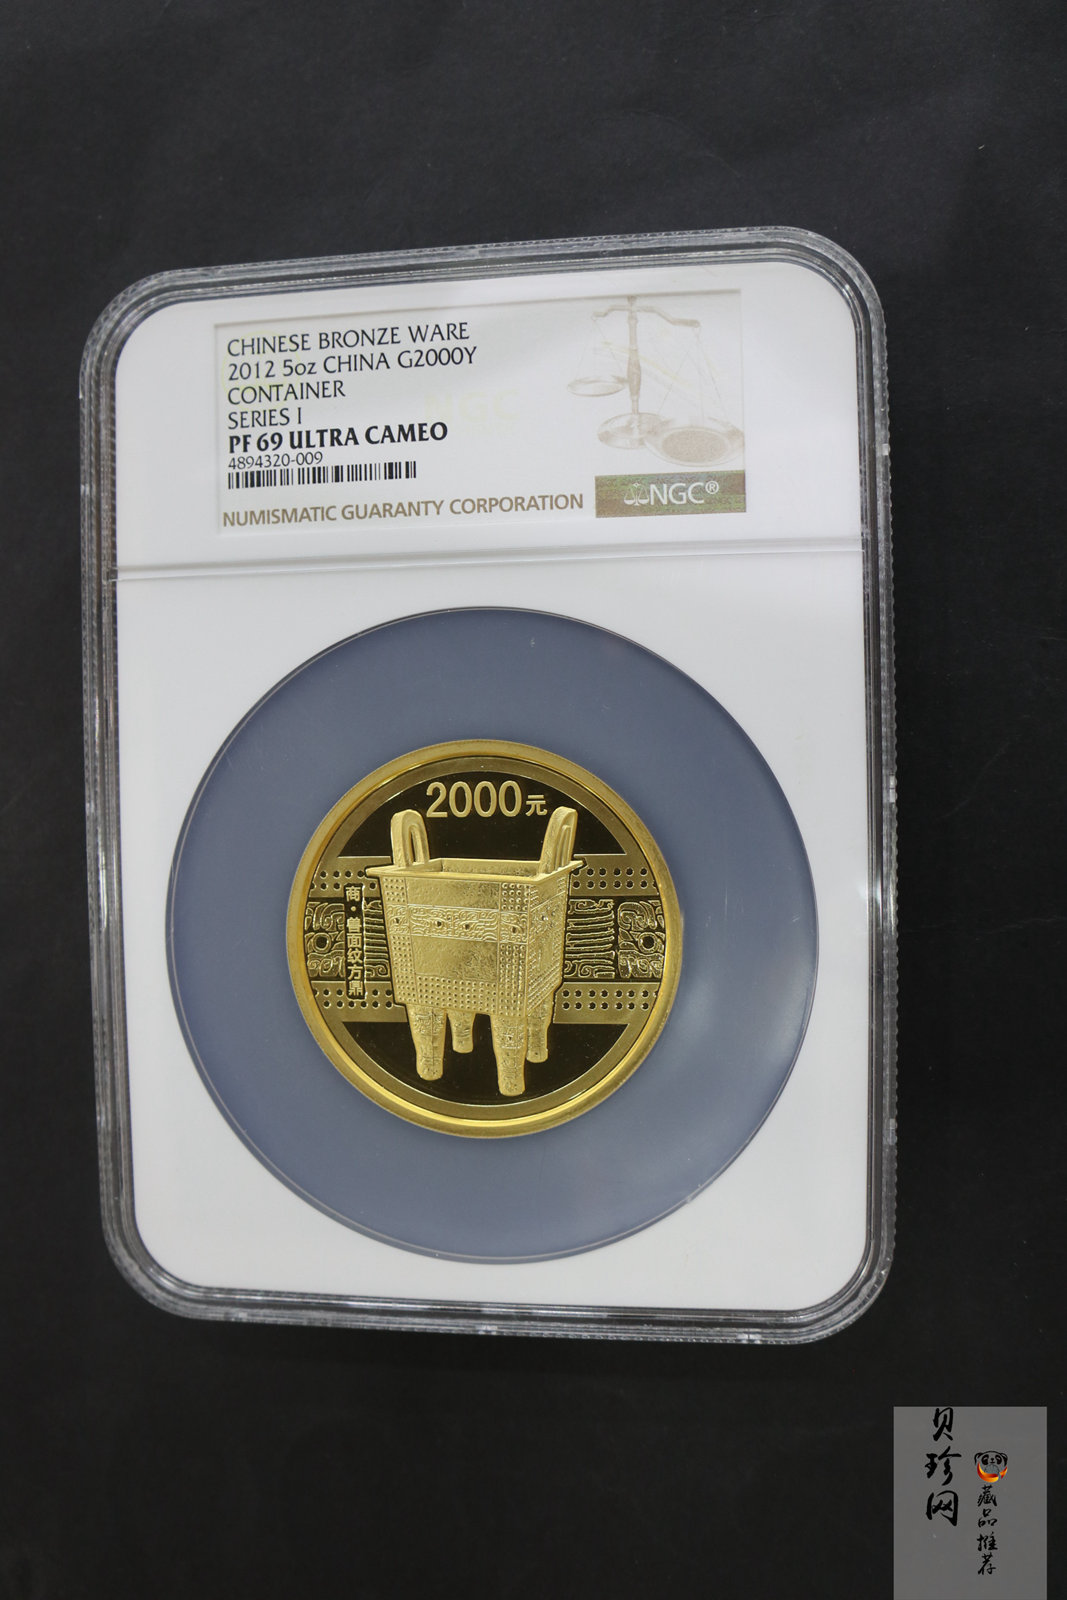 CHINESE BRONZE WARE
2012 5oz CHINA G2000Y
CONTAINER
SERIES I
PF 69 ULTRA CAMEO
4894320-009
NUMISMATIC GUARANTY CORPORATION
NGC®
NGC
2000元
商·兽面纹方鼎
贝珍网
藏品推荐